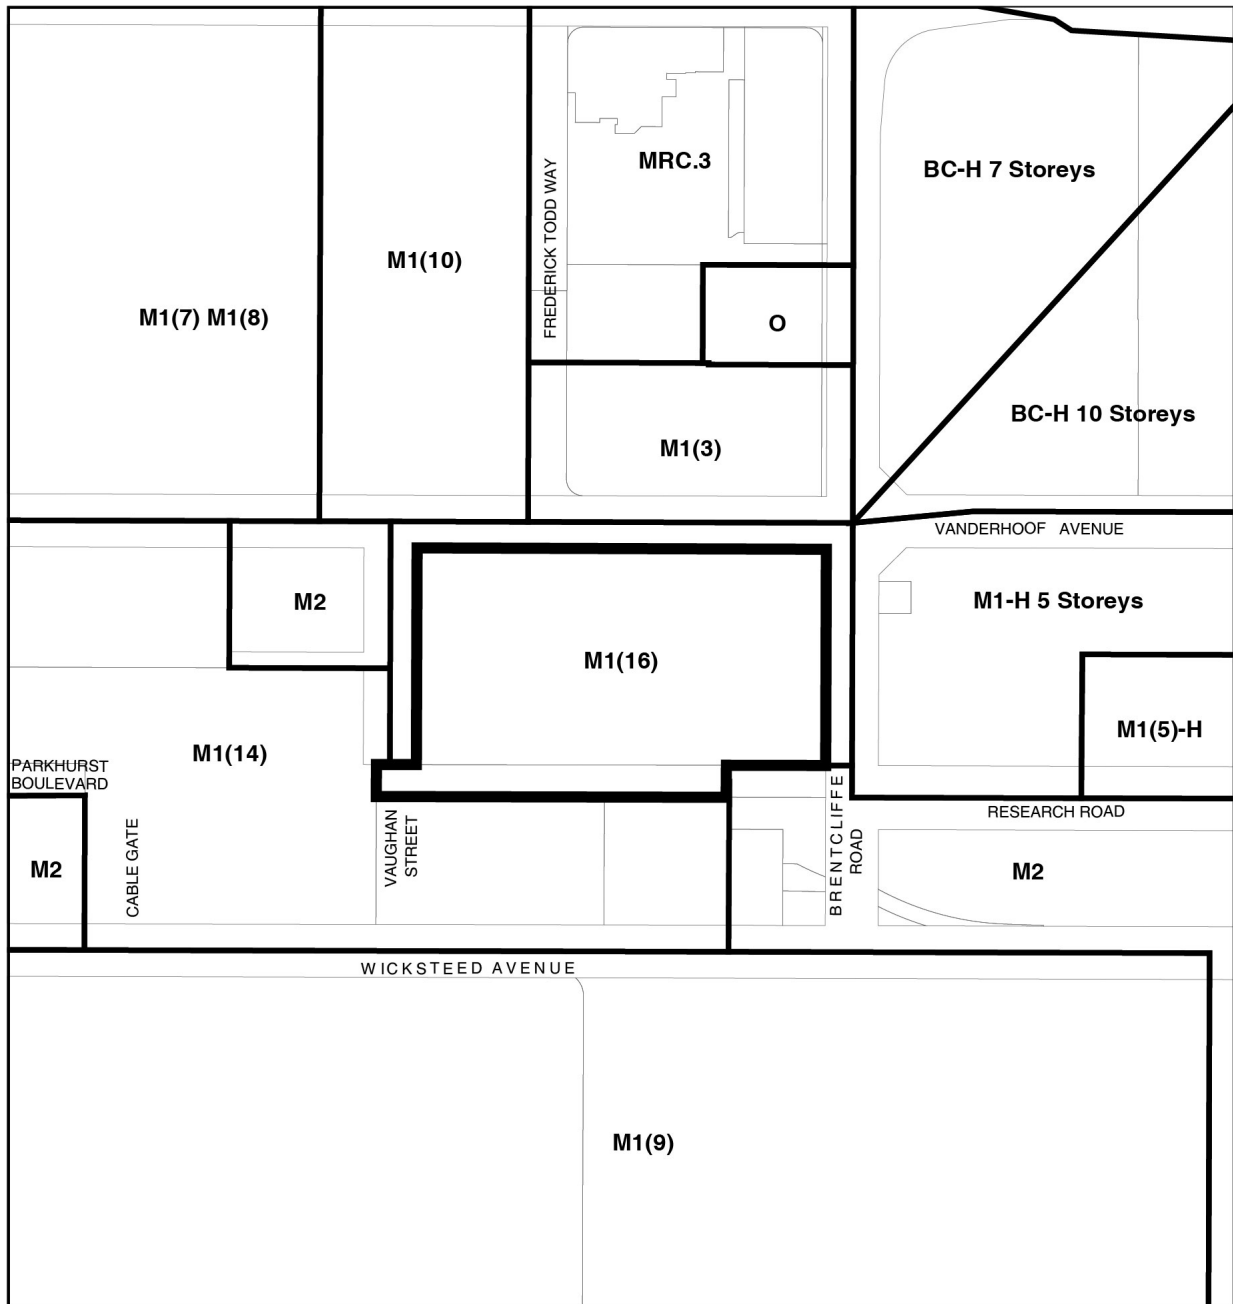 MRC.3
BC-H 7 Storeys
FREDERICK TODD WAY
M1(10)
M1(7) M1(8)
O
BC-H 10 Storeys
M1(3)
VANDERHOOF AVENUE
M2
M1-H 5 Storeys
M1(16)
M1(5)-H
M1(14)
PARKHURST
BOULEVARD
RESEARCH ROAD
M2
CABLE GATE
VAUGHAN
STREET
BRENTCLIFFE
ROAD
M2
WICKSTEED AVENUE
M1(9)